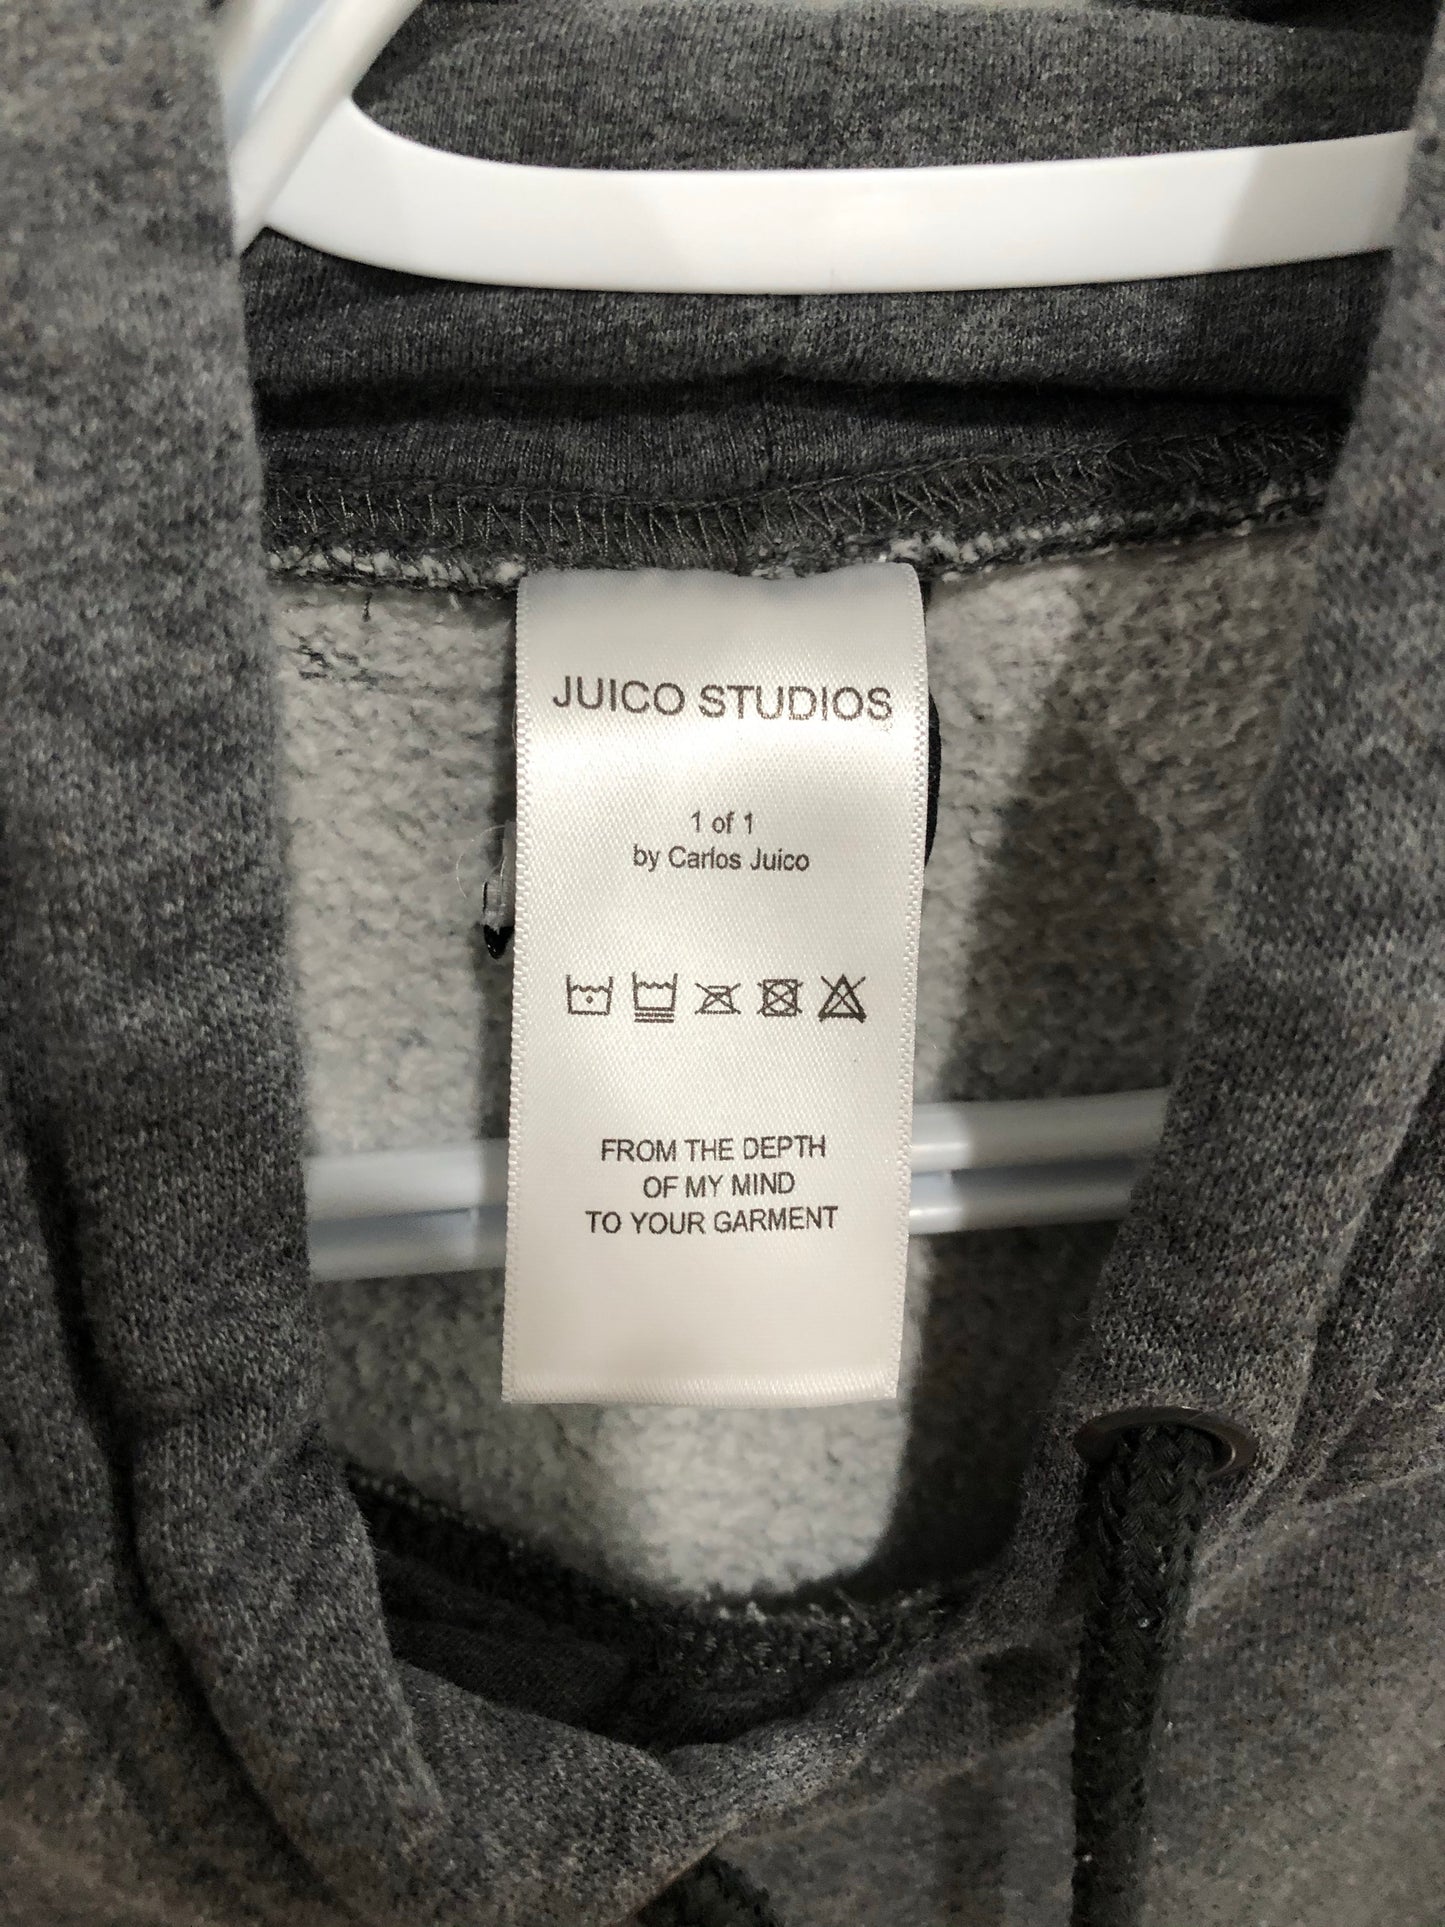 JUICO STUDIOS
1 of 1
by Carlos Juico
FROM THE DEPTH
OF MY MIND
TO YOUR GARMENT